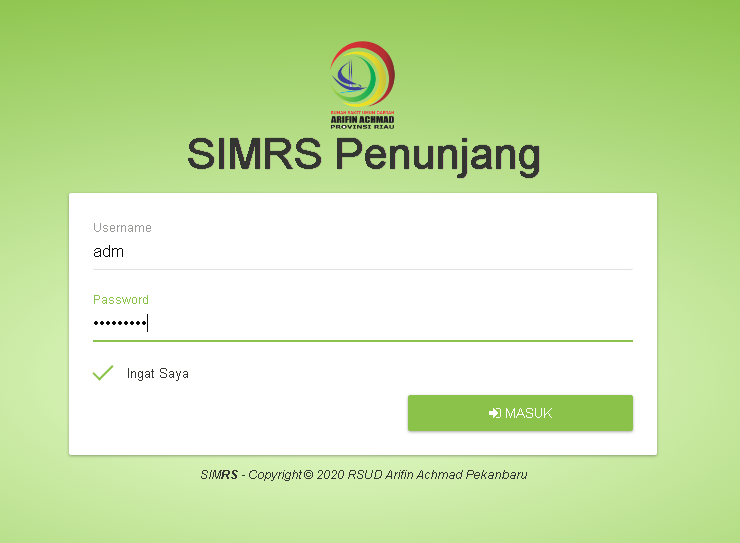 RUMAH SAKIT UMUM DAERAH
ARIFIN ACHMAD
PROVINSI RIAU
SIMRS Penunjang
Username
adm
Password
•••••••••
Ingat Saya
MASUK
SIMRS - Copyright © 2020 RSUD Arifin Achmad Pekanbaru